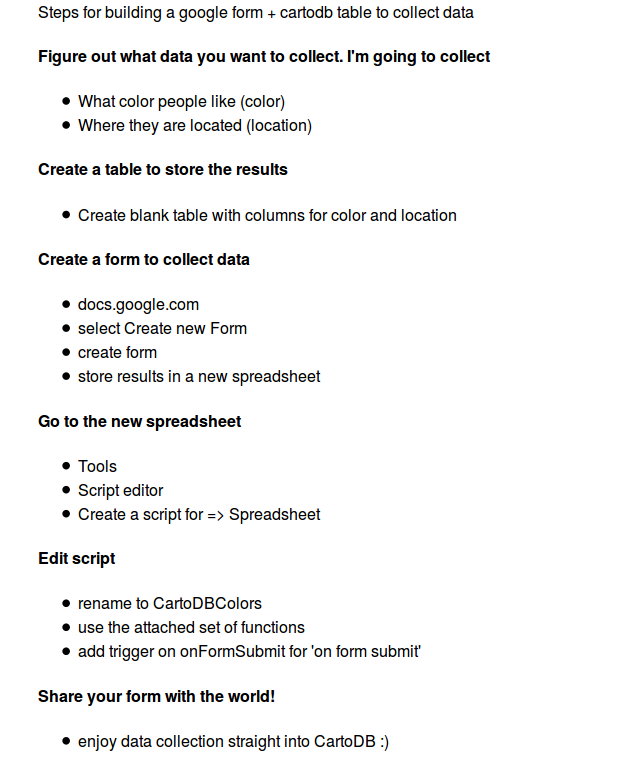 Steps for building a google form + cartodb table to collect data
Figure out what data you want to collect. I'm going to collect
● What color people like (color)
● Where they are located (location)
Create a table to store the results
● Create blank table with columns for color and location
Create a form to collect data
● docs.google.com
● select Create new Form
● create form
● store results in a new spreadsheet
Go to the new spreadsheet
● Tools
● Script editor
● Create a script for => Spreadsheet
Edit script
● rename to CartoDBColors
● use the attached set of functions
● add trigger on onFormSubmit for 'on form submit'
Share your form with the world!
● enjoy data collection straight into CartoDB :)